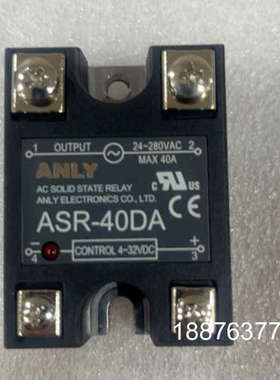 OUTPUT 24~280VAC
1 ~ 2
MAX 40A
ANLY
AC SOLID STATE RELAY
ANLY ELECTRONICS CO., LTD.
c UR US
ASR-40DA CE
− +
4 CONTROL 4~32VDC 3
18876377